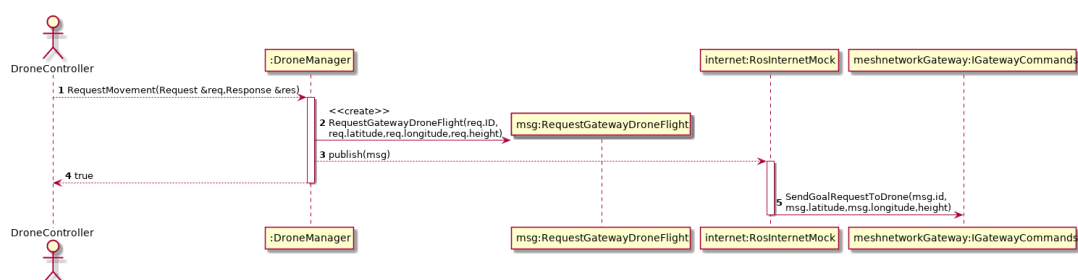 DroneController
:DroneManager
internet:RosInternetMock
meshnetworkGateway:IGatewayCommands
1 RequestMovement(Request &req,Response &res)
<<create>>
2 RequestGatewayDroneFlight(req.ID,
req.latitude,req.longitude,req.height)
msg:RequestGatewayDroneFlight
3 publish(msg)
4 true
5 SendGoalRequestToDrone(msg.id,
msg.latitude,msg.longitude,height)
DroneController
:DroneManager
msg:RequestGatewayDroneFlight
internet:RosInternetMock
meshnetworkGateway:IGatewayCommands